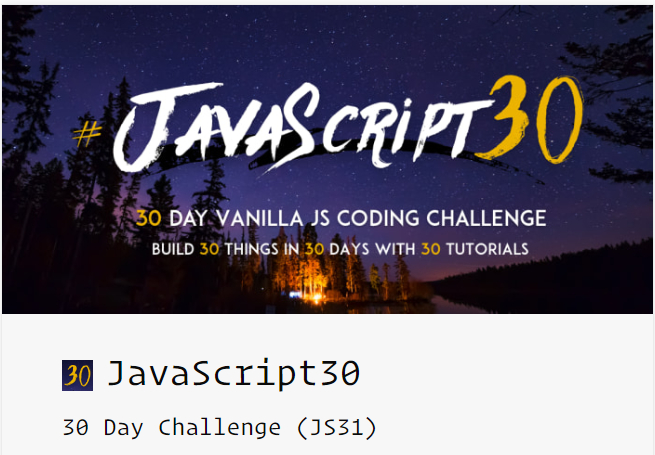 # JAVASCRIPT30
30 DAY VANILLA JS CODING CHALLENGE
BUILD 30 THINGS IN 30 DAYS WITH 30 TUTORIALS
30 JavaScript30
30 Day Challenge (JS31)